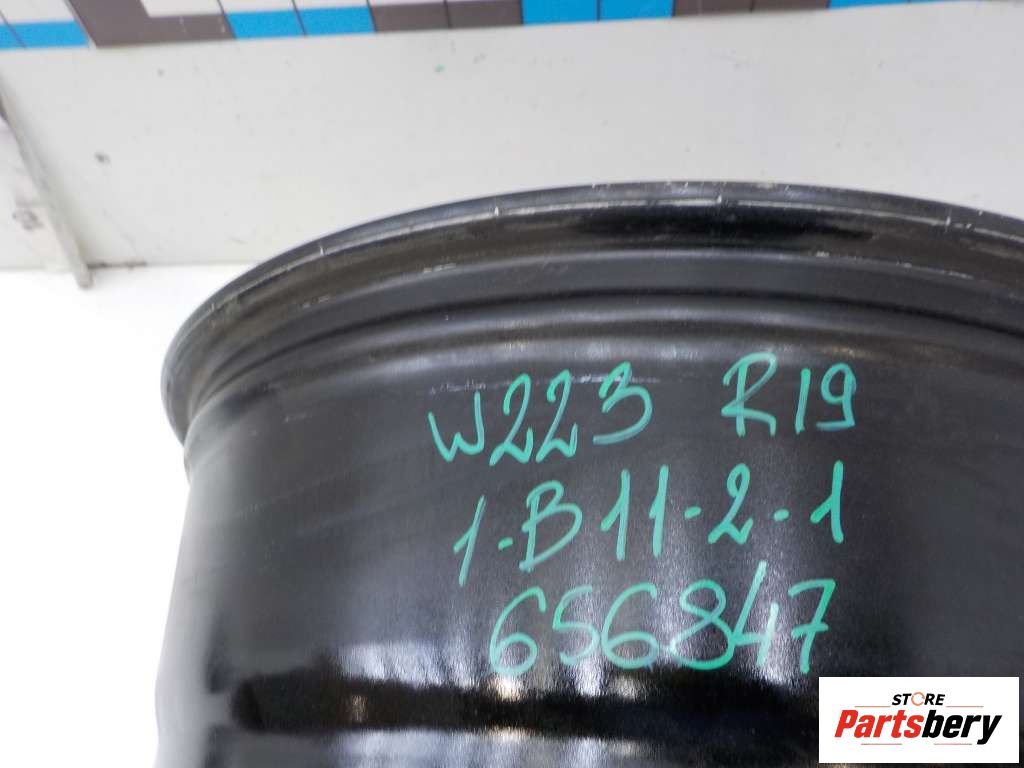 W223 R19
1-B11-2-1
656847
STORE
Partsbery